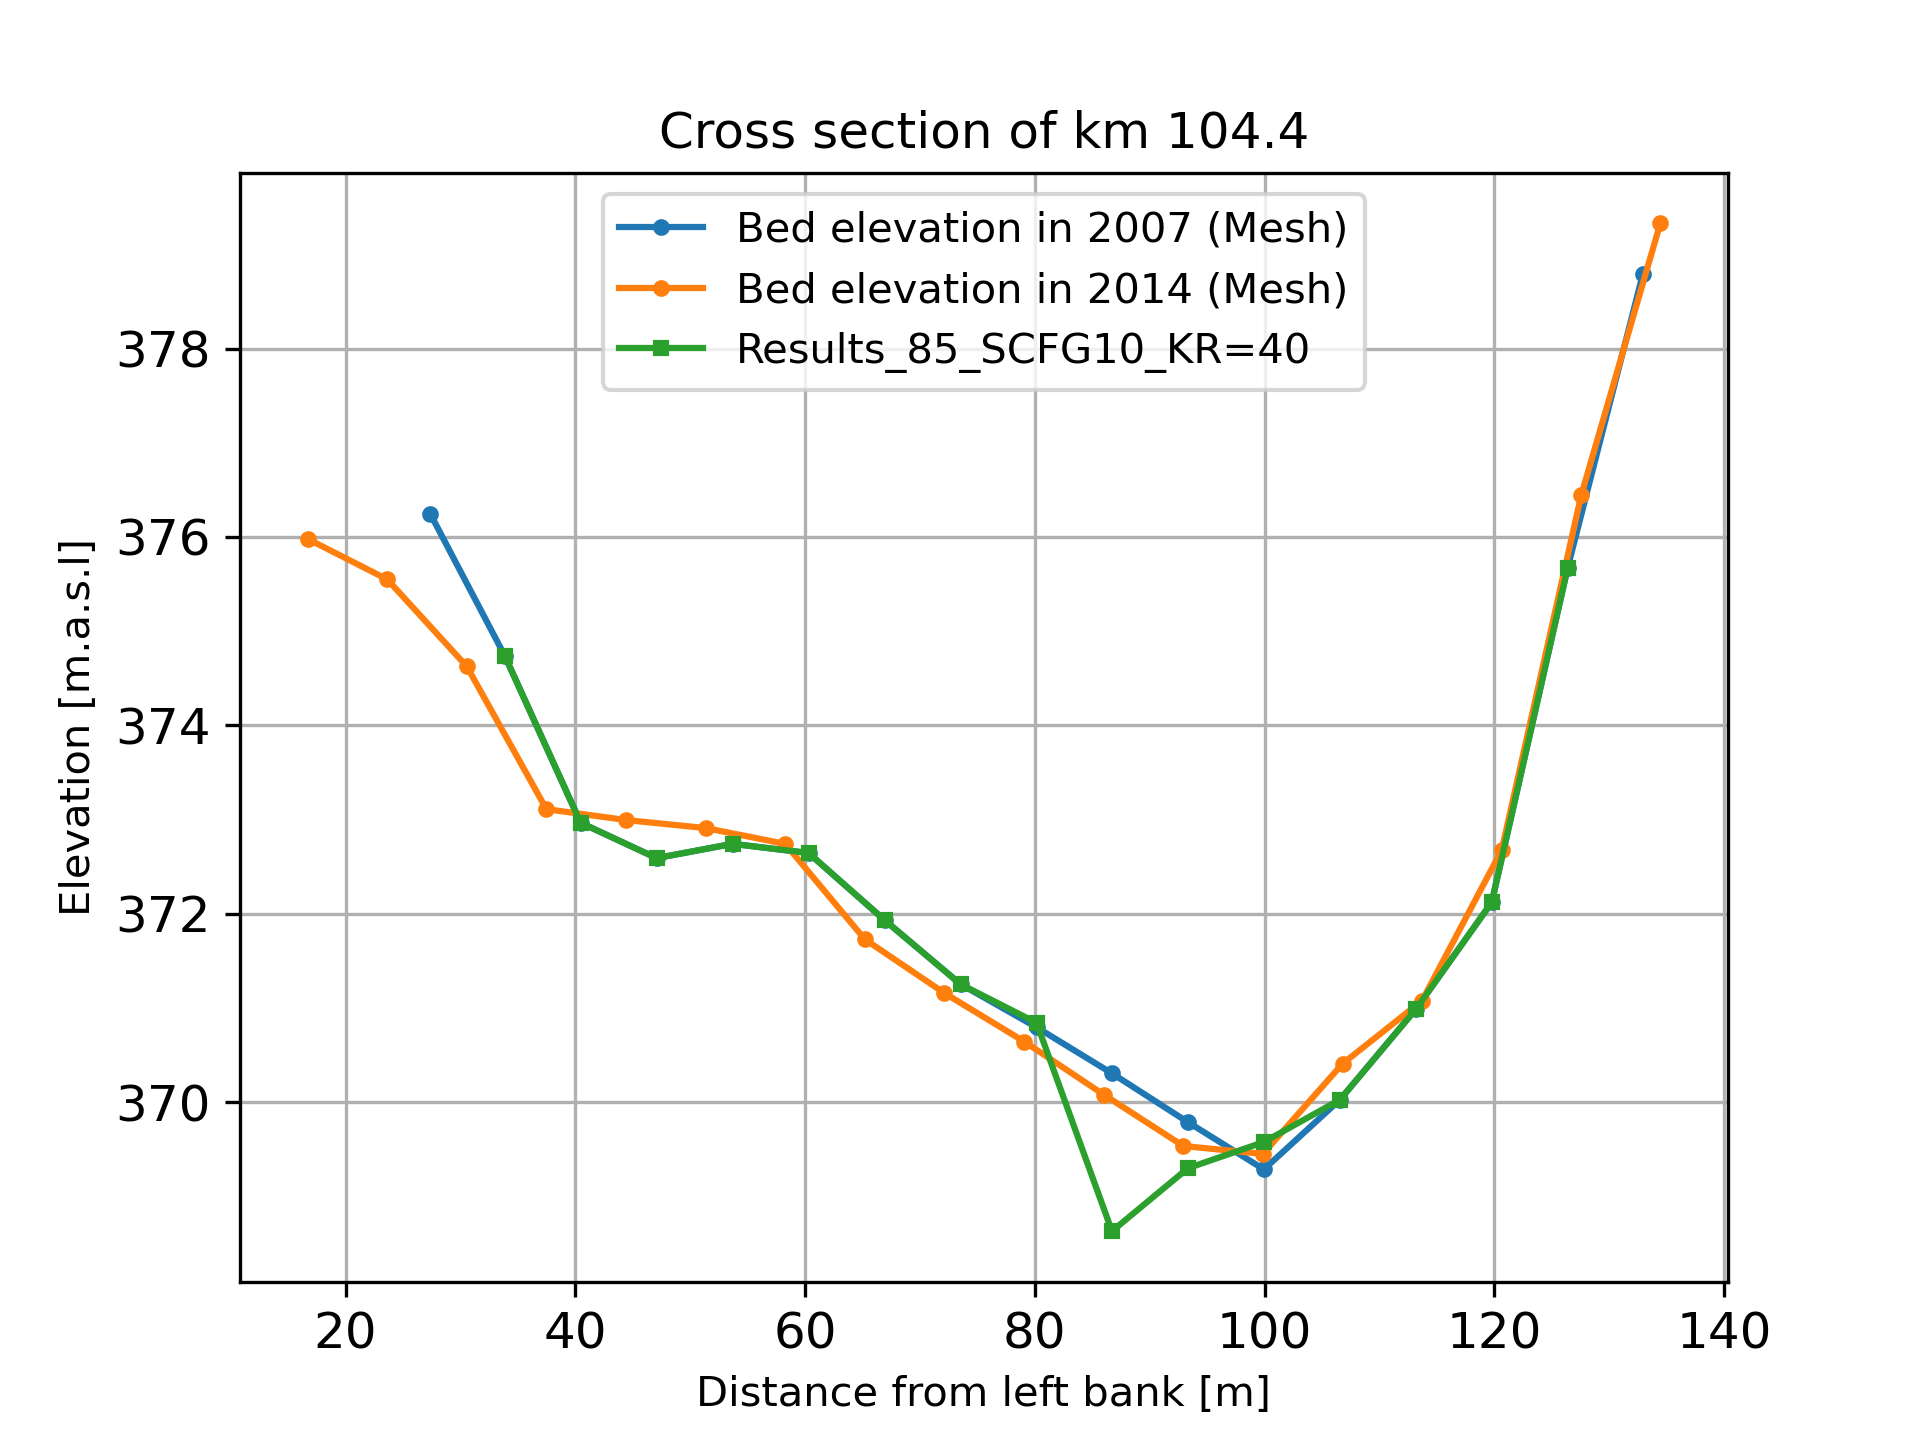 Cross section of km 104.4
Bed elevation in 2007 (Mesh)
Bed elevation in 2014 (Mesh)
Results_85_SCFG10_KR=40
378
376
374
372
370
Elevation [m.a.s.l]
20 40 60 80 100 120 140
Distance from left bank [m]